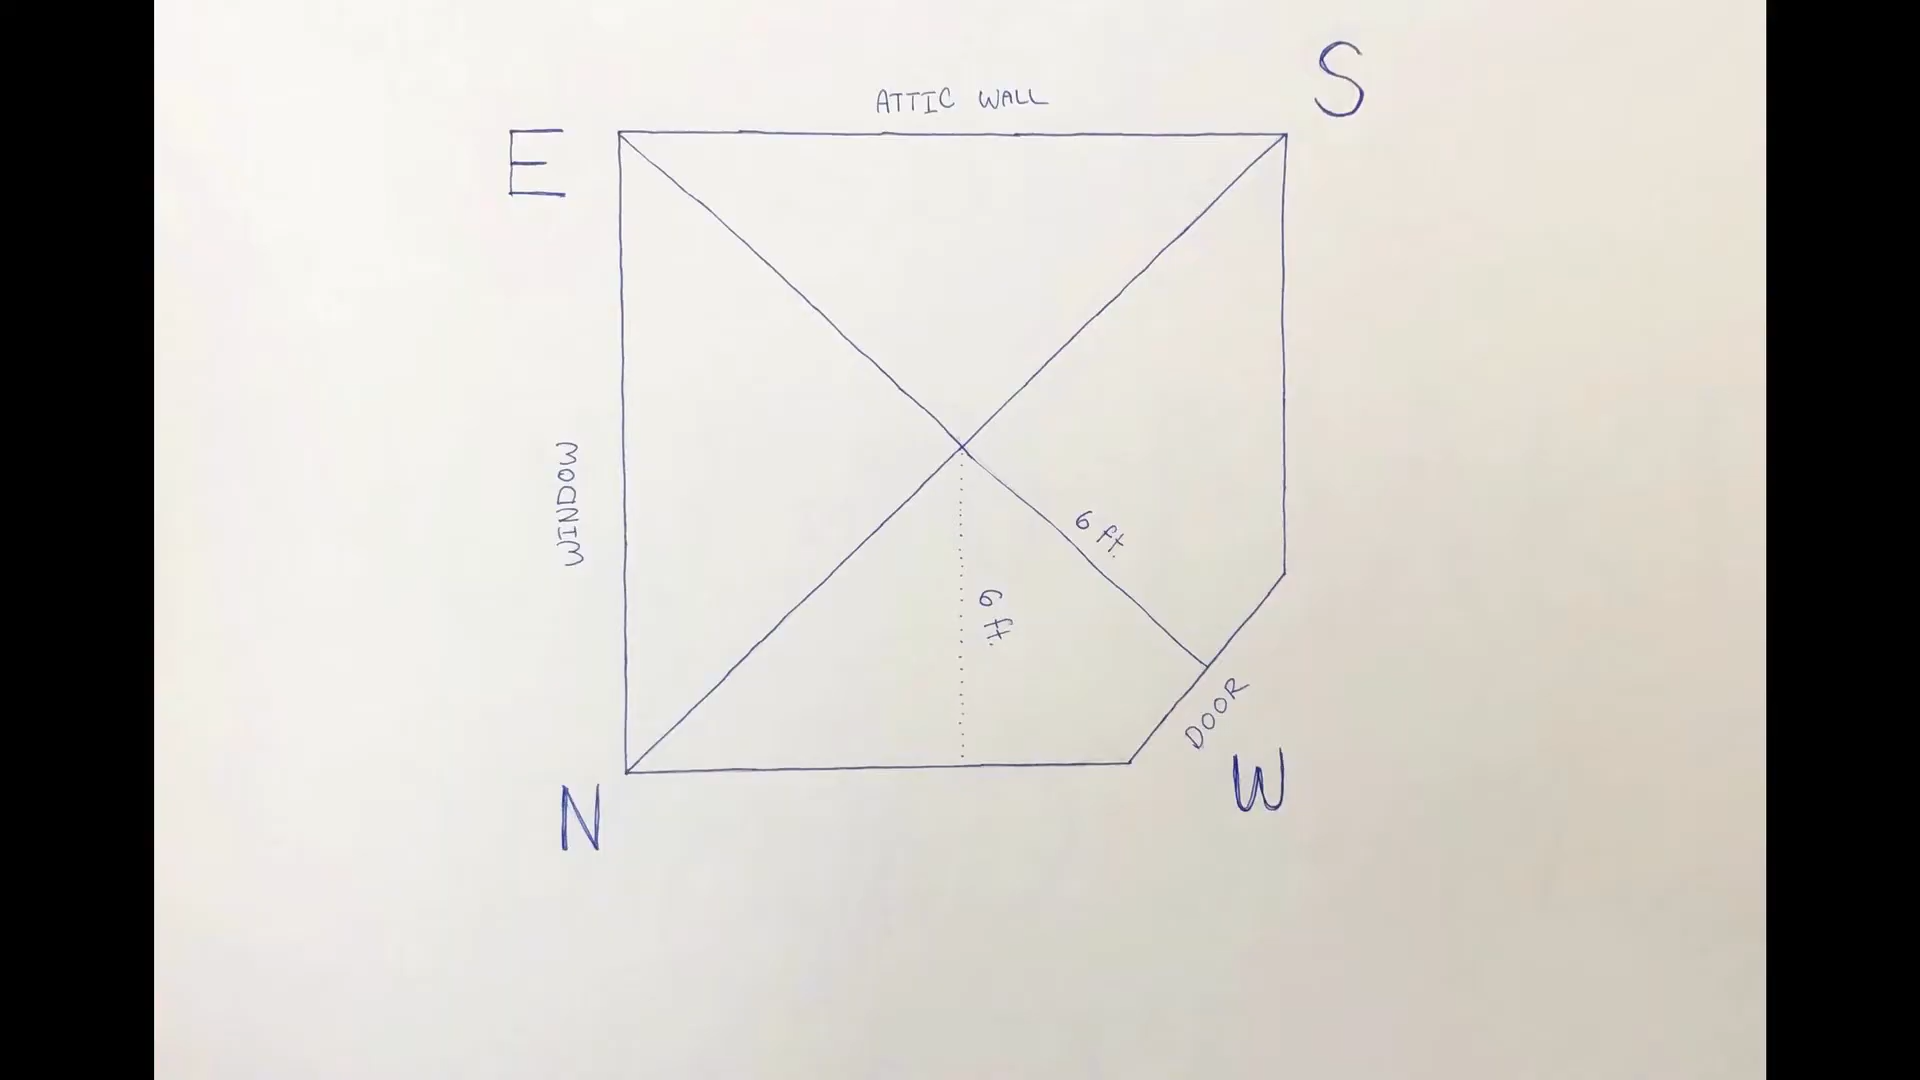 S
ATTIC WALL
E
WINDOW
6 ft.
6 ft.
DOOR
W
N